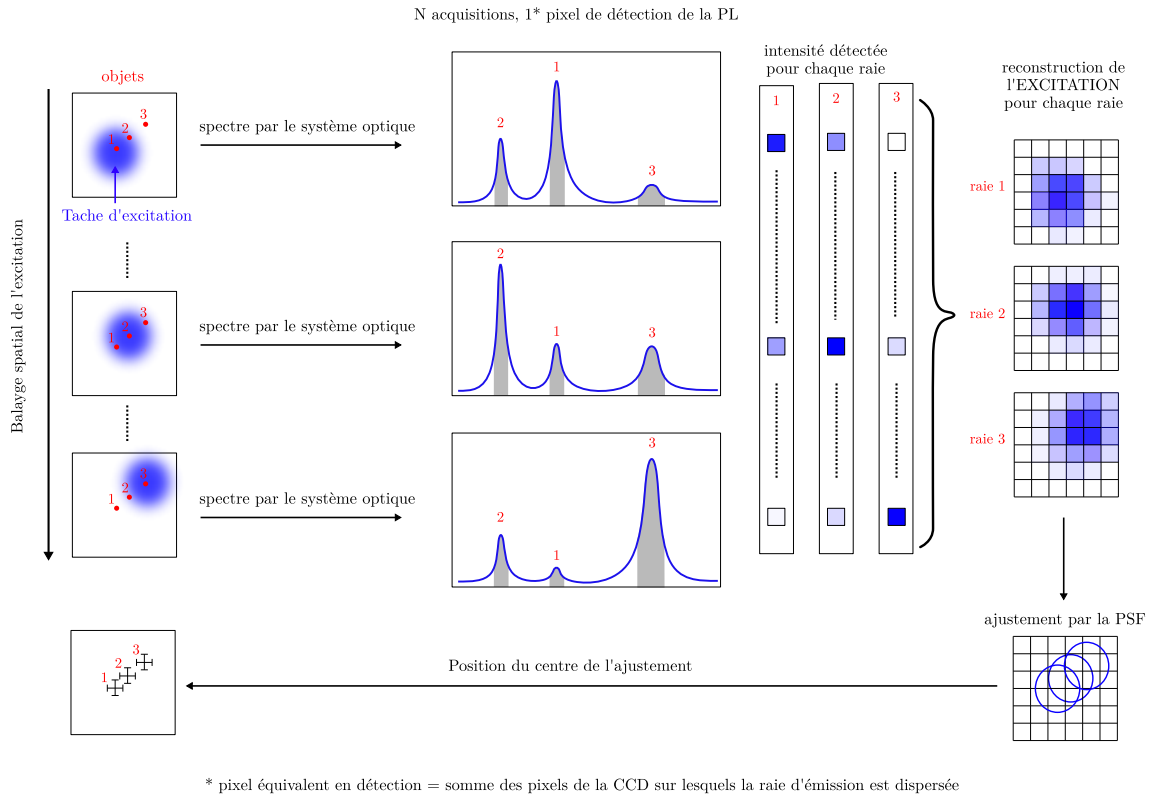 N acquisitions, 1* pixel de détection de la PL
objets
1
2
3
Tache d'excitation
Balayge spatial de l'excitation
spectre par le système optique
2
1
3
intensité détectée
pour chaque raie
1
2
3
reconstruction de
l'EXCITATION
pour chaque raie
raie 1
raie 2
raie 3
1
2
3
spectre par le système optique
2
1
3
1
2
3
spectre par le système optique
2
1
3
ajustement par la PSF
Position du centre de l'ajustement
1
2
3
* pixel équivalent en détection = somme des pixels de la CCD sur lesquels la raie d'émission est dispersée